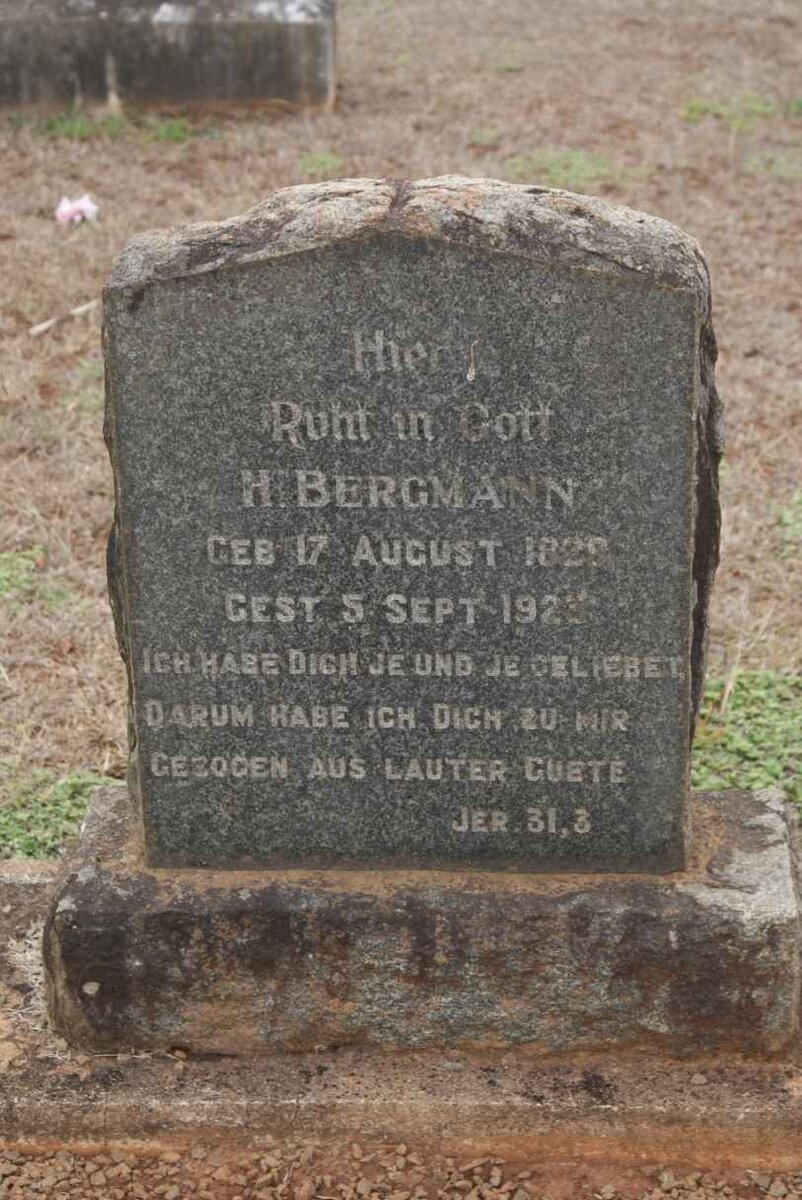 Hier
Ruht in Gott
H. BERGMANN
GEB 17 AUGUST
GEST 5 SEPT
ICH HABE DICH JE UND JE GELIEBET,
DARUM HABE ICH DICH ZU MIR
GEZOGEN AUS LAUTER GUETE
JER. 31,3